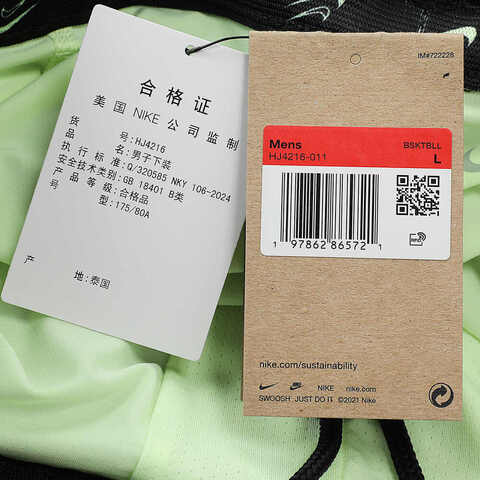 合格证
美国 NIKE 公司监制
货号:HJ4216
品名:男子下装
执行标准:Q/320585 NKY 106-2024
安全技术类别:GB 18401 B类
产品等级:合格品
型:175/80A
产地:泰国
IM#722226
Mens BSKTBLL
HJ4216-011 L
1 97862 86572 1
RFID
nike.com/sustainability
NIKE nike.com
SWOOSH JUST DO IT ©2021 NIKE